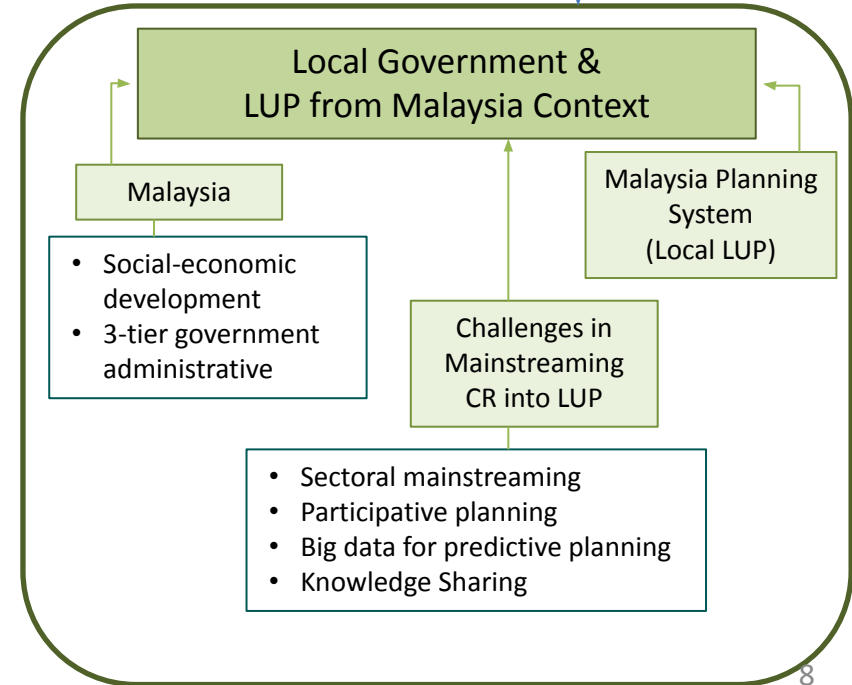 Local Government &
LUP from Malaysia Context
Malaysia
• Social-economic
development
• 3-tier government
administrative
Malaysia Planning
System
(Local LUP)
Challenges in
Mainstreaming
CR into LUP
• Sectoral mainstreaming
• Participative planning
• Big data for predictive planning
• Knowledge Sharing
8